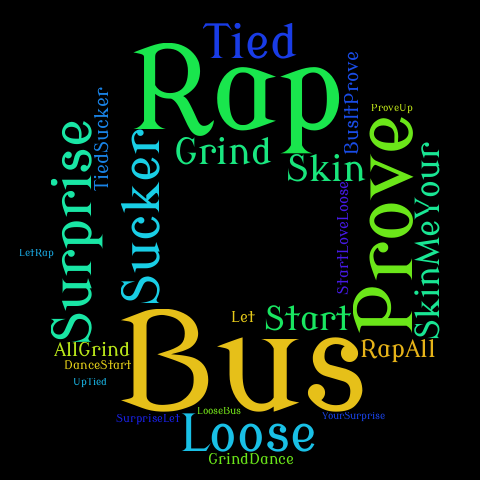 Tied
Rap
BusItProve
TiedSucker
ProveUp
Grind
Skin
Surprise
Sucker
Prove
SkinMeYour
StartLoveLoose
LetRap
Bus
Let
Start
AllGrind
RapAll
DanceStart
UpTied
LooseBus
SurpriseLet
YourSurprise
Loose
GrindDance